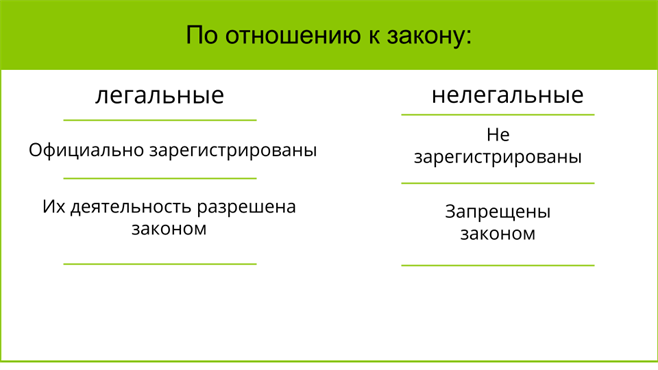 По отношению к закону:
легальные
нелегальные
Официально зарегистрированы
Не
зарегистрированы
Их деятельность разрешена
законом
Запрещены
законом